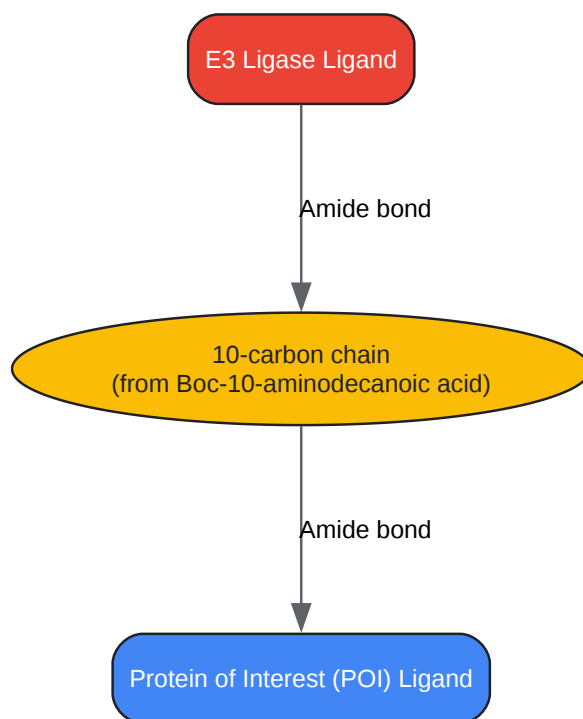 E3 Ligase Ligand
Amide bond
10-carbon chain
(from Boc-10-aminodecanoic acid)
Amide bond
Protein of Interest (POI) Ligand